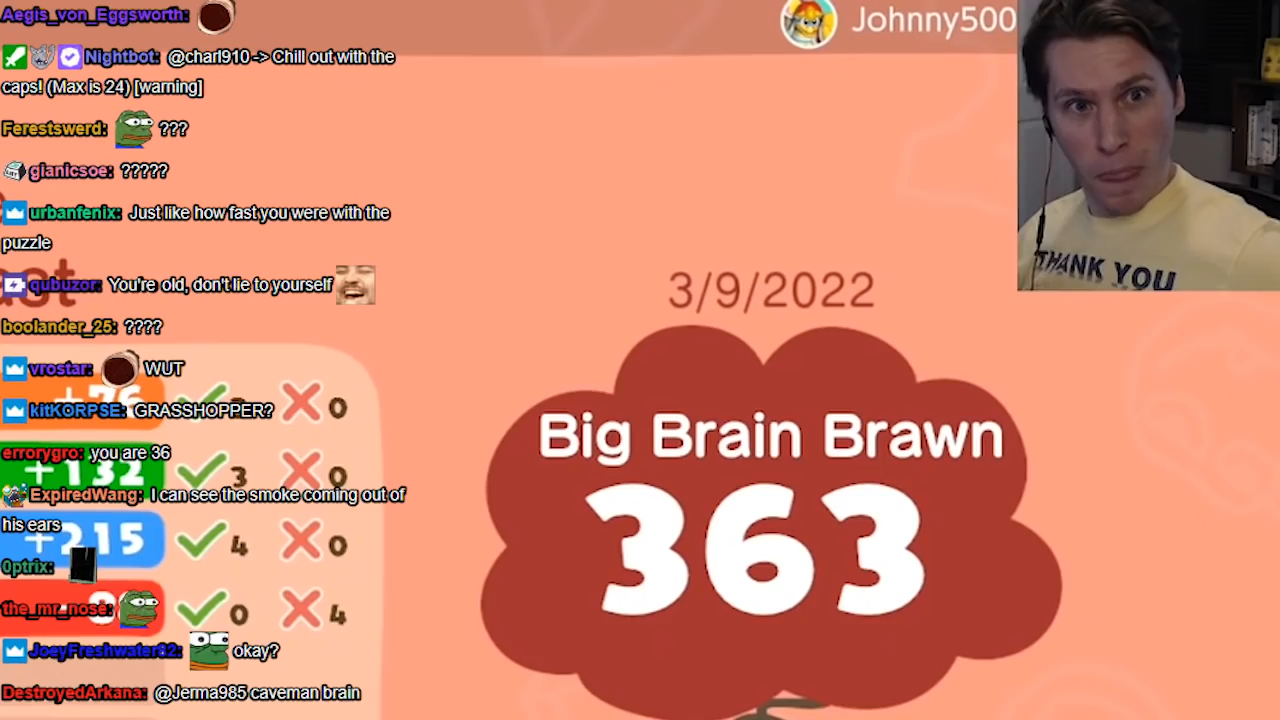 Aegis_von_Eggsworth:
Johnny500
Nightbot: @charl910 -> Chill out with the
caps! (Max is 24) [warning]
Ferestswerd: ???
gianicsoe: ?????
urbanfenix: Just like how fast you were with the
puzzle
THANK YOU
qubuzor: You're old, don't lie to yourself
3/9/2022
boolander_25: ????
vrostar: WUT
+76 0
kitKORPSE: GRASSHOPPER?
Big Brain Brawn
363
errorygro: you are 36
+132 3 0
ExpiredWang: I can see the smoke coming out of
his ears
+215 4 0
0ptrix:
the_mr_nose: 0 4
JoeyFreshwater82: okay?
DestroyedArkana: @Jerma985 caveman brain